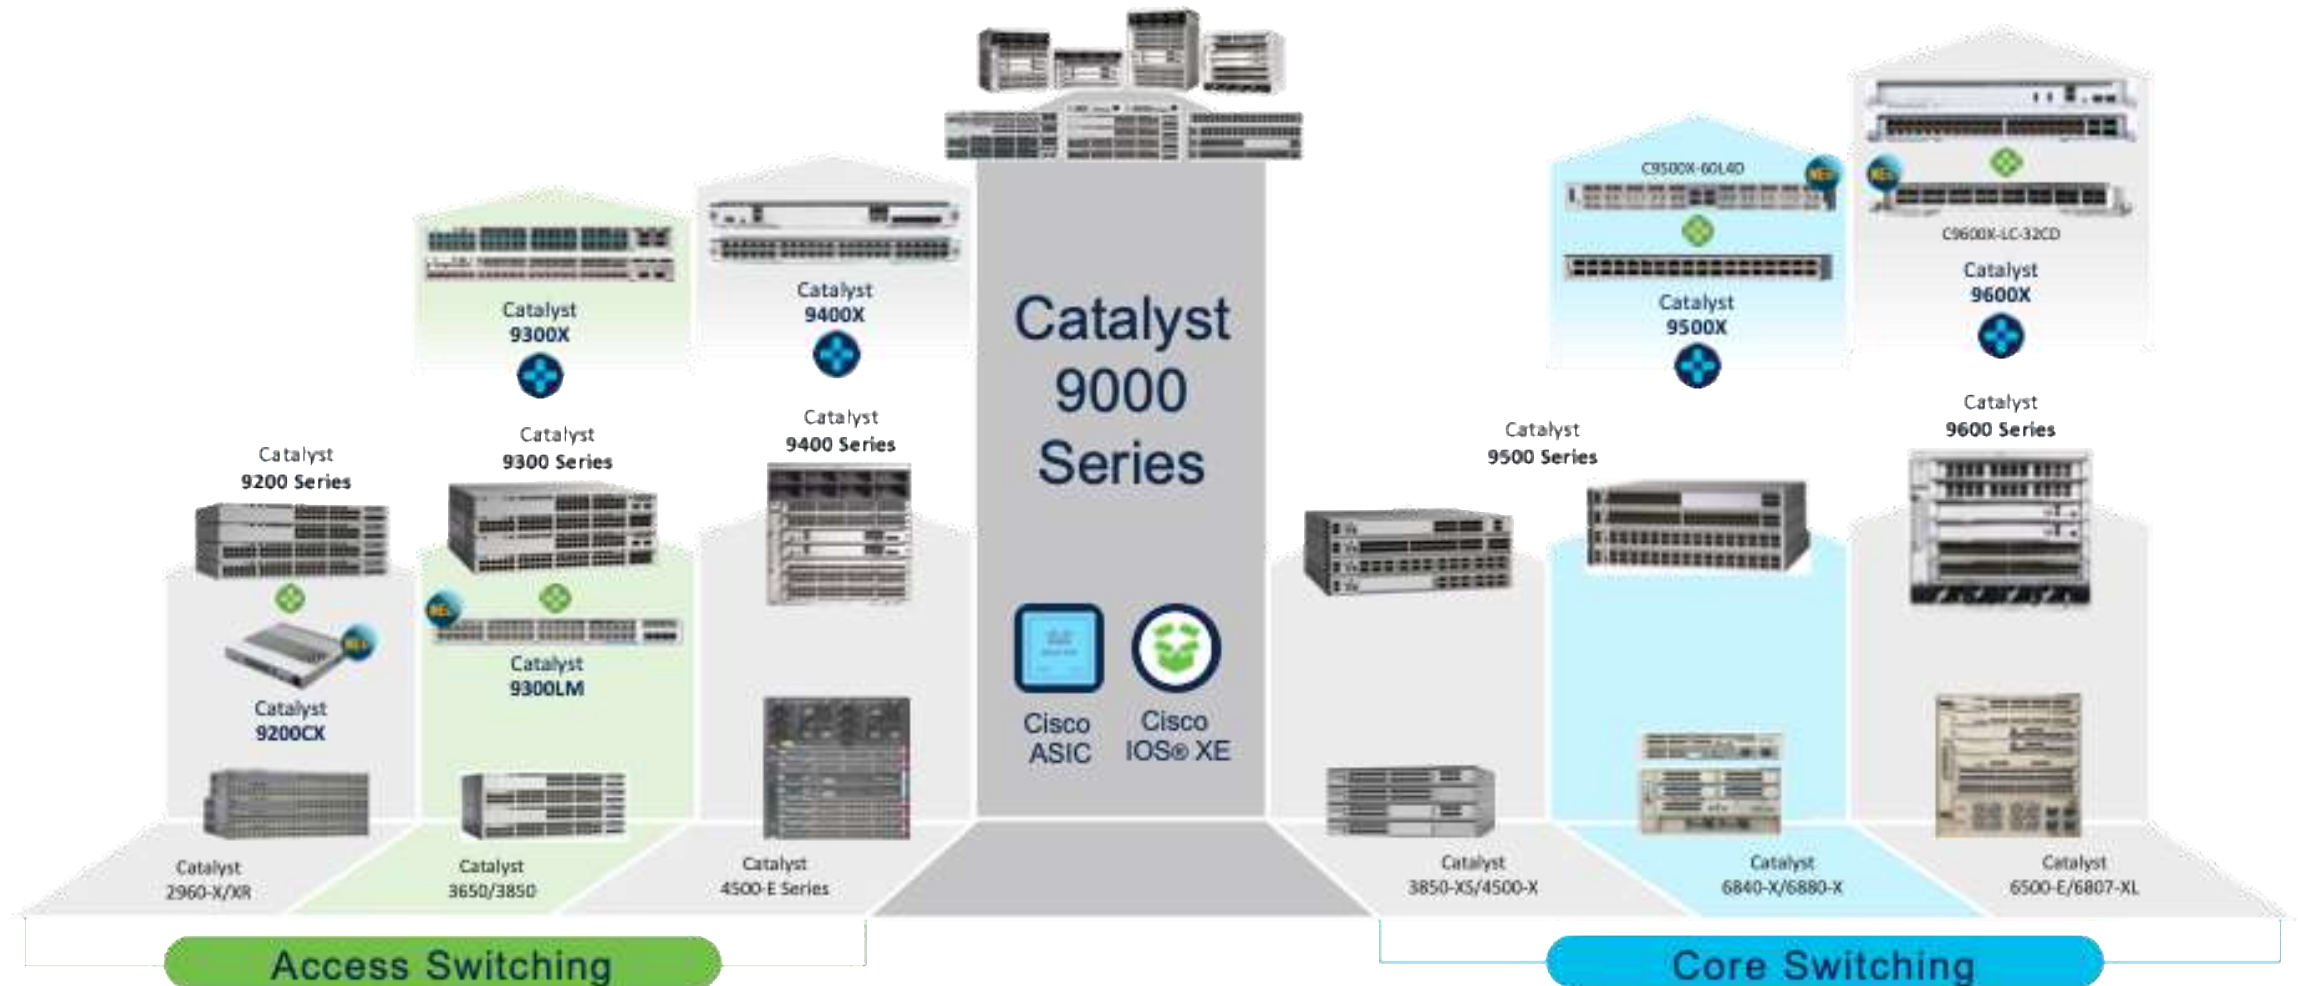 C9500X-60L4D
C9600X-LC-32CD
Catalyst
9300X
Catalyst
9400X
Catalyst
9500X
Catalyst
9600X
Catalyst
9000
Series
Catalyst
9200 Series
Catalyst
9300 Series
Catalyst
9400 Series
Catalyst
9500 Series
Catalyst
9600 Series
Catalyst
9200CX
Catalyst
9300LM
Cisco
ASIC
Cisco
IOS® XE
Catalyst
2960-X/XR
Catalyst
3650/3850
Catalyst
4500-E Series
Catalyst
3850-XS/4500-X
Catalyst
6840-X/6880-X
Catalyst
6500-E/6807-XL
Access Switching
Core Switching